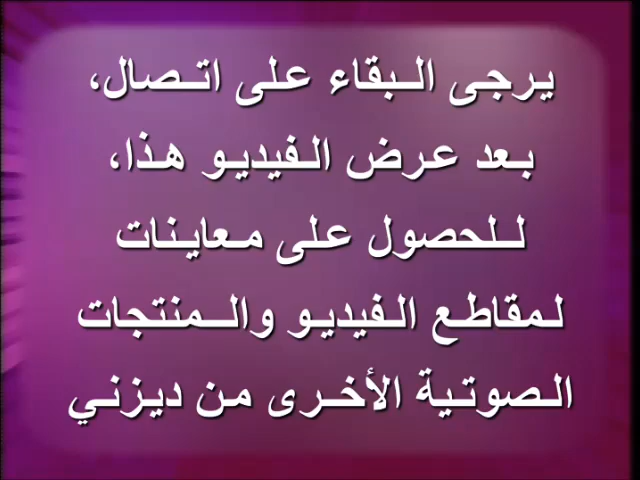 يرجى البقاء على اتصال،
بعد عرض الفيديو هذا،
للحصول على معاينات
لمقاطع الفيديو والمنتجات
الصوتية الأخرى من ديزني